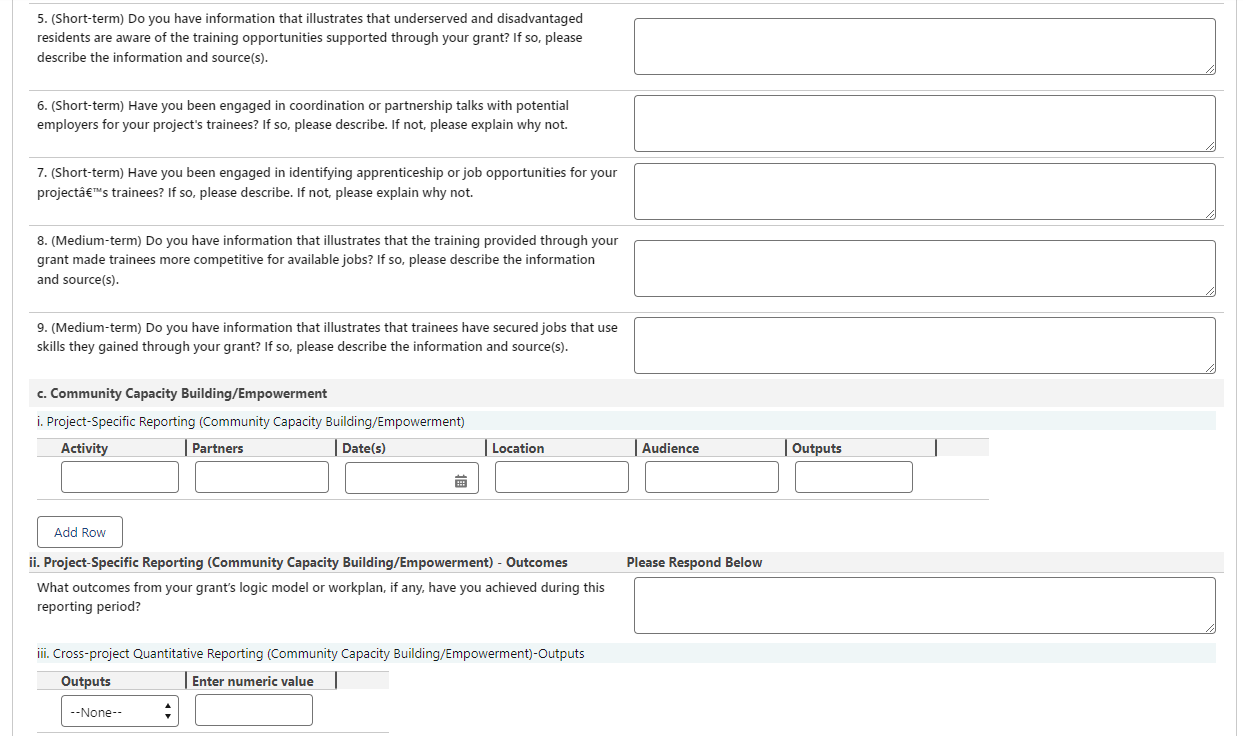 5. (Short-term) Do you have information that illustrates that underserved and disadvantaged
residents are aware of the training opportunities supported through your grant? If so, please
describe the information and source(s).
6. (Short-term) Have you been engaged in coordination or partnership talks with potential
employers for your project's trainees? If so, please describe. If not, please explain why not.
7. (Short-term) Have you been engaged in identifying apprenticeship or job opportunities for your
projectâ€™s trainees? If so, please describe. If not, please explain why not.
8. (Medium-term) Do you have information that illustrates that the training provided through your
grant made trainees more competitive for available jobs? If so, please describe the information
and source(s).
9. (Medium-term) Do you have information that illustrates that trainees have secured jobs that use
skills they gained through your grant? If so, please describe the information and source(s).
c. Community Capacity Building/Empowerment
i. Project-Specific Reporting (Community Capacity Building/Empowerment)
Activity Partners Date(s) Location Audience Outputs
Add Row
ii. Project-Specific Reporting (Community Capacity Building/Empowerment) - Outcomes Please Respond Below
What outcomes from your grant's logic model or workplan, if any, have you achieved during this
reporting period?
iii. Cross-project Quantitative Reporting (Community Capacity Building/Empowerment)-Outputs
Outputs Enter numeric value
--None--